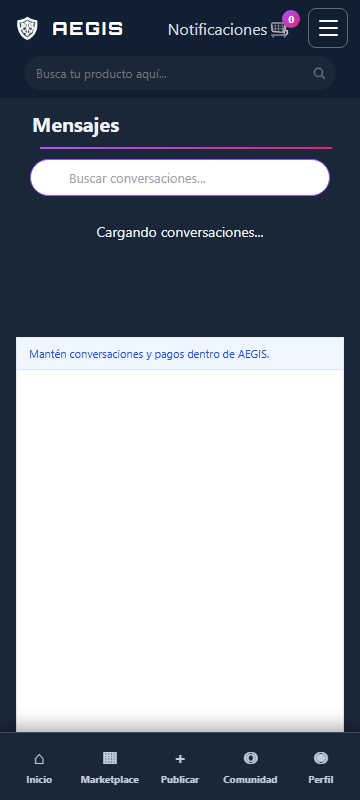 AEGIS
Notificaciones 0
Busca tu producto aquí...
Mensajes
Buscar conversaciones...
Cargando conversaciones...
Mantén conversaciones y pagos dentro de AEGIS.
Inicio Marketplace Publicar Comunidad Perfil